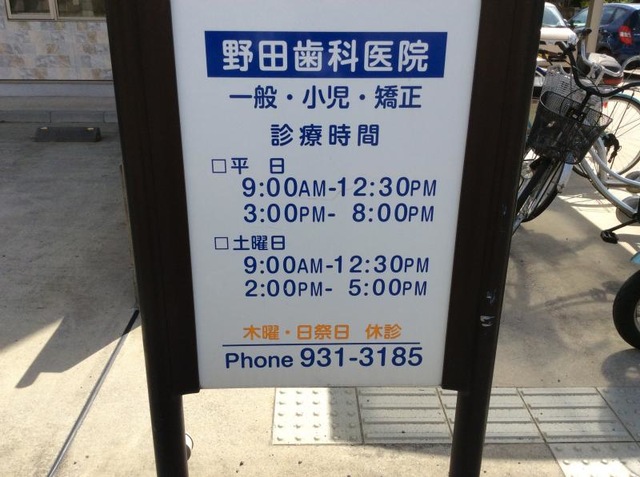 野田歯科医院
一般・小児・矯正
診療時間
□平 日
9:00AM-12:30PM
3:00PM- 8:00PM
□土曜日
9:00AM-12:30PM
2:00PM- 5:00PM
木曜・日祭日 休診
Phone 931-3185